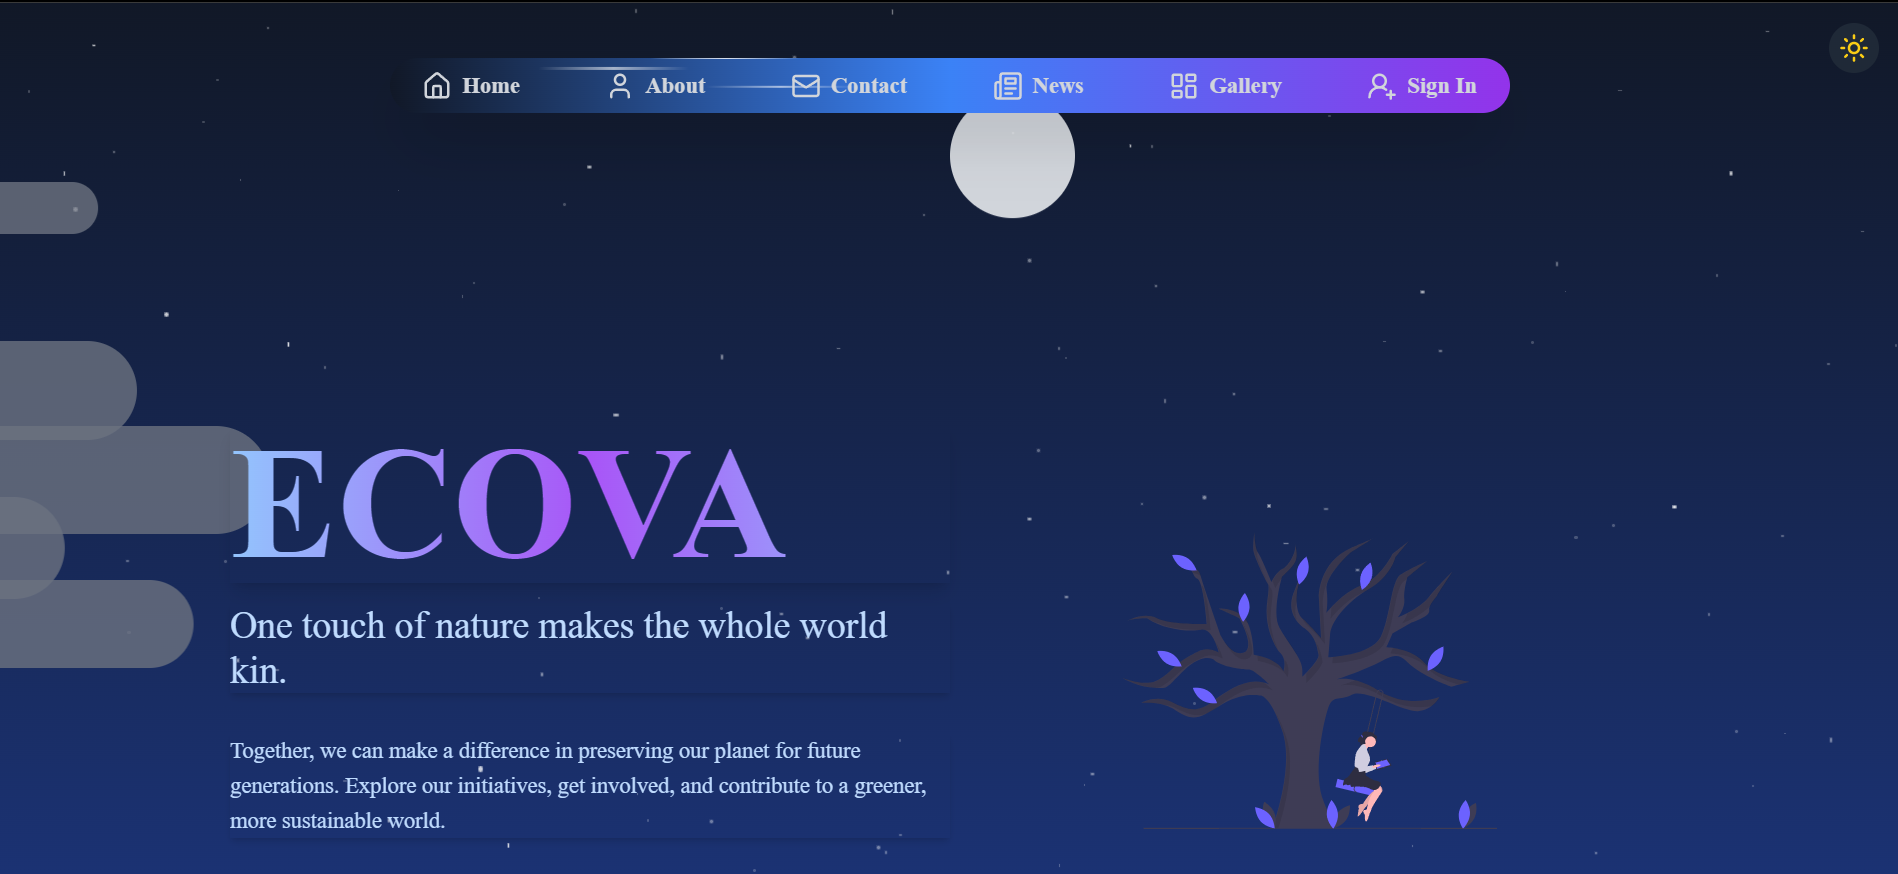 Home About Contact News Gallery Sign In
ECOVA
One touch of nature makes the whole world
kin.
Together, we can make a difference in preserving our planet for future
generations. Explore our initiatives, get involved, and contribute to a greener,
more sustainable world.